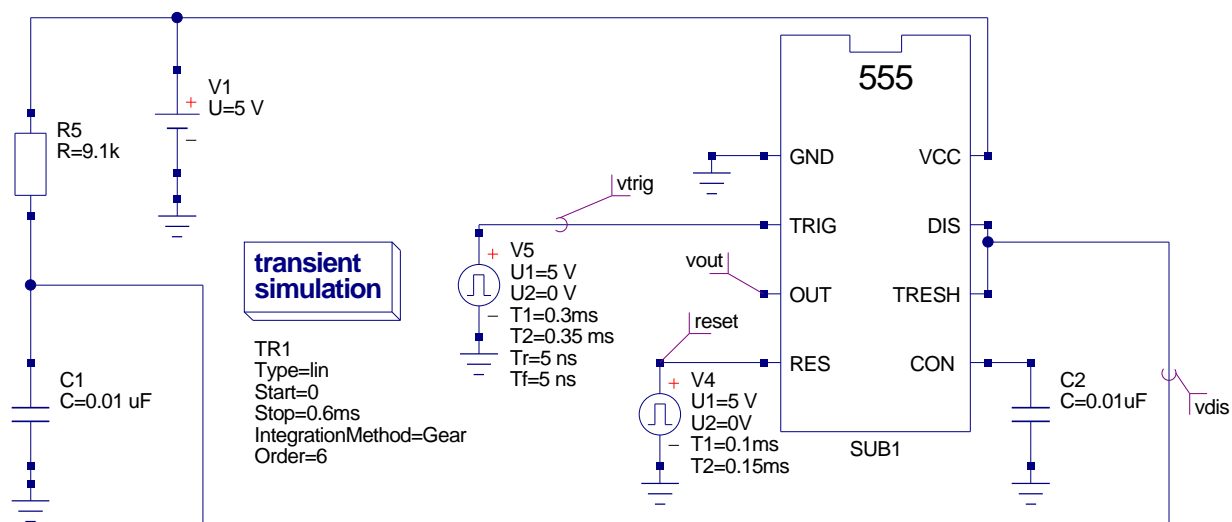 555
V1
U=5 V
R5
R=9.1k
GND
VCC
vtrig
TRIG
DIS
transient
simulation
V5
U1=5 V
U2=0 V
T1=0.3ms
T2=0.35 ms
Tr=5 ns
Tf=5 ns
vout
OUT
TRESH
reset
RES
CON
TR1
Type=lin
Start=0
Stop=0.6ms
IntegrationMethod=Gear
Order=6
C1
C=0.01 uF
V4
U1=5 V
U2=0V
T1=0.1ms
T2=0.15ms
C2
C=0.01uF
vdis
SUB1